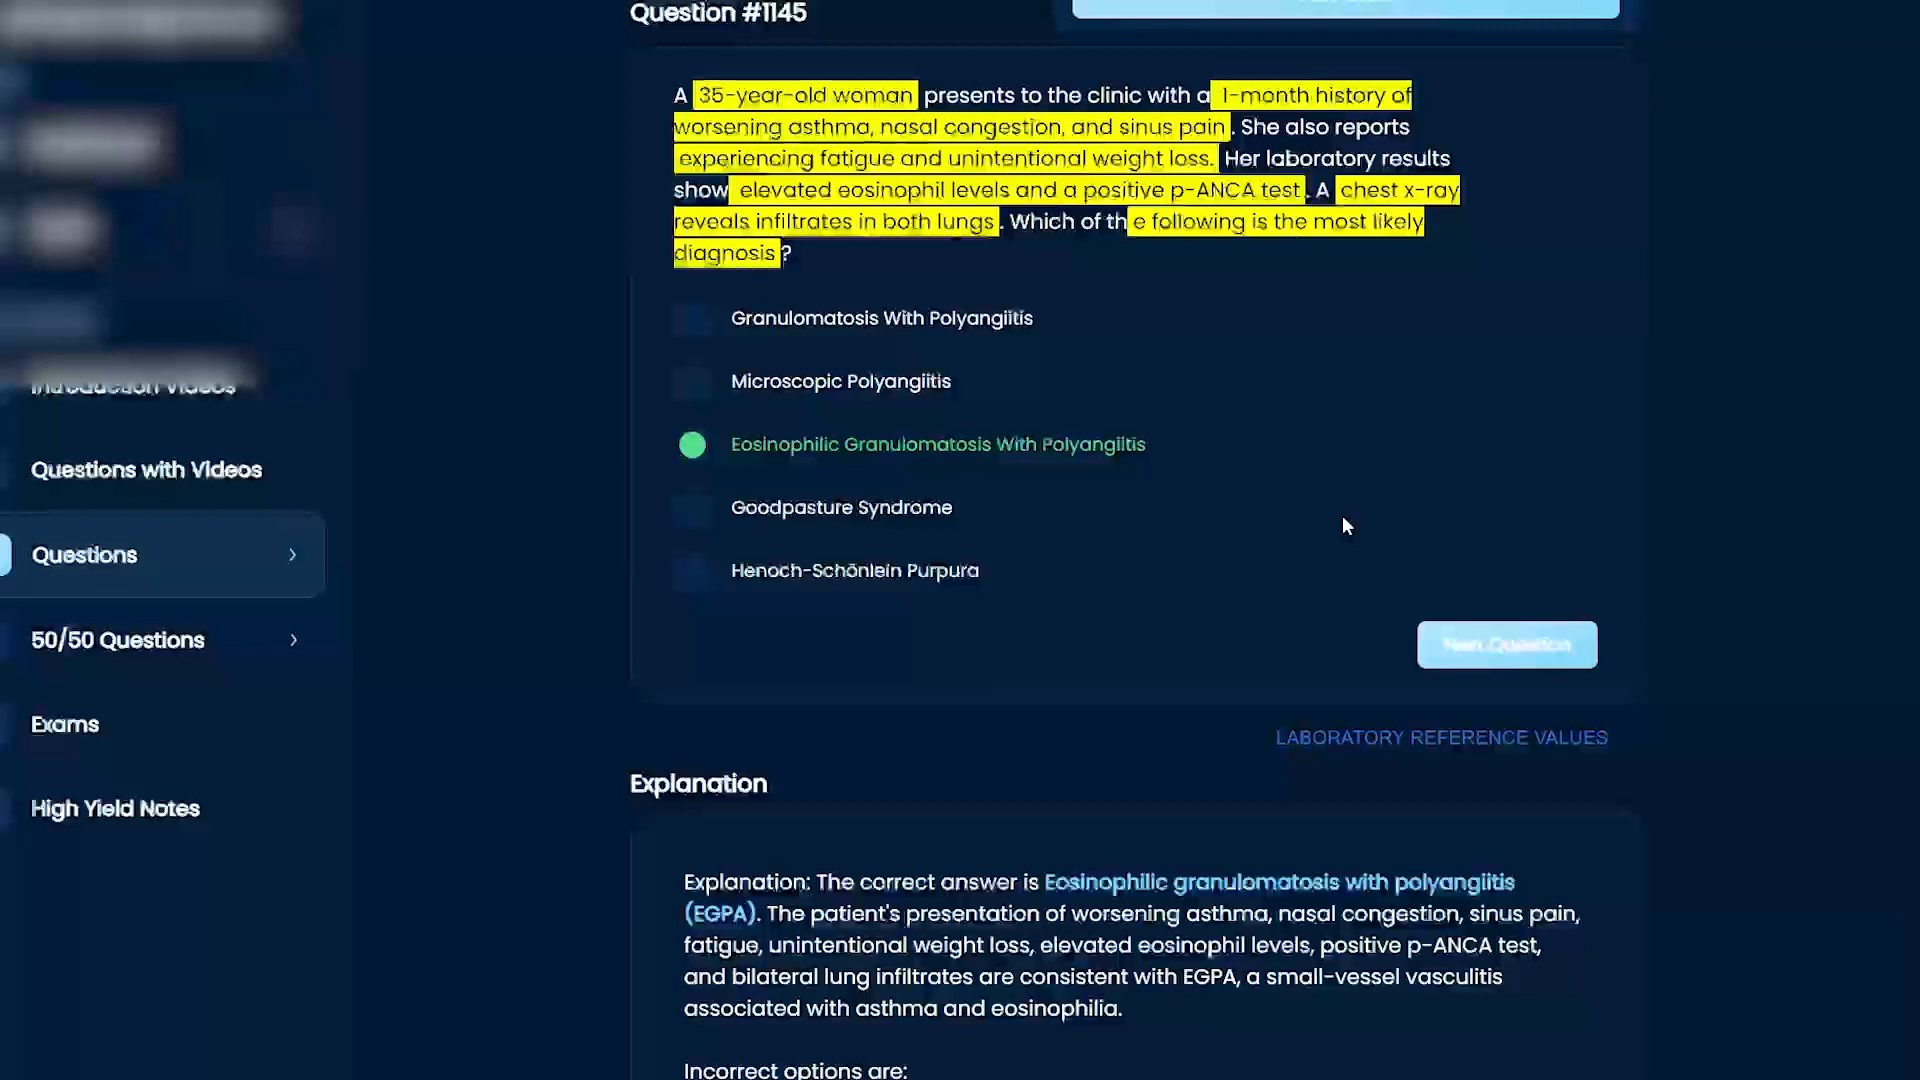 Question #1145
A 35-year-old woman presents to the clinic with a 1-month history of
worsening asthma, nasal congestion, and sinus pain. She also reports
experiencing fatigue and unintentional weight loss. Her laboratory results
show elevated eosinophil levels and a positive p-ANCA test. A chest x-ray
reveals infiltrates in both lungs. Which of the following is the most likely
diagnosis?
Granulomatosis With Polyangiitis
Microscopic Polyangiitis
Eosinophilic Granulomatosis With Polyangiitis
Goodpasture Syndrome
Henoch-Schönlein Purpura
Next Question
LABORATORY REFERENCE VALUES
Explanation
Explanation: The correct answer is Eosinophilic granulomatosis with polyangiitis
(EGPA). The patient's presentation of worsening asthma, nasal congestion, sinus pain,
fatigue, unintentional weight loss, elevated eosinophil levels, positive p-ANCA test,
and bilateral lung infiltrates are consistent with EGPA, a small-vessel vasculitis
associated with asthma and eosinophilia.
Incorrect options are:
Introduction Videos
Questions with Videos
Questions
50/50 Questions
Exams
High Yield Notes